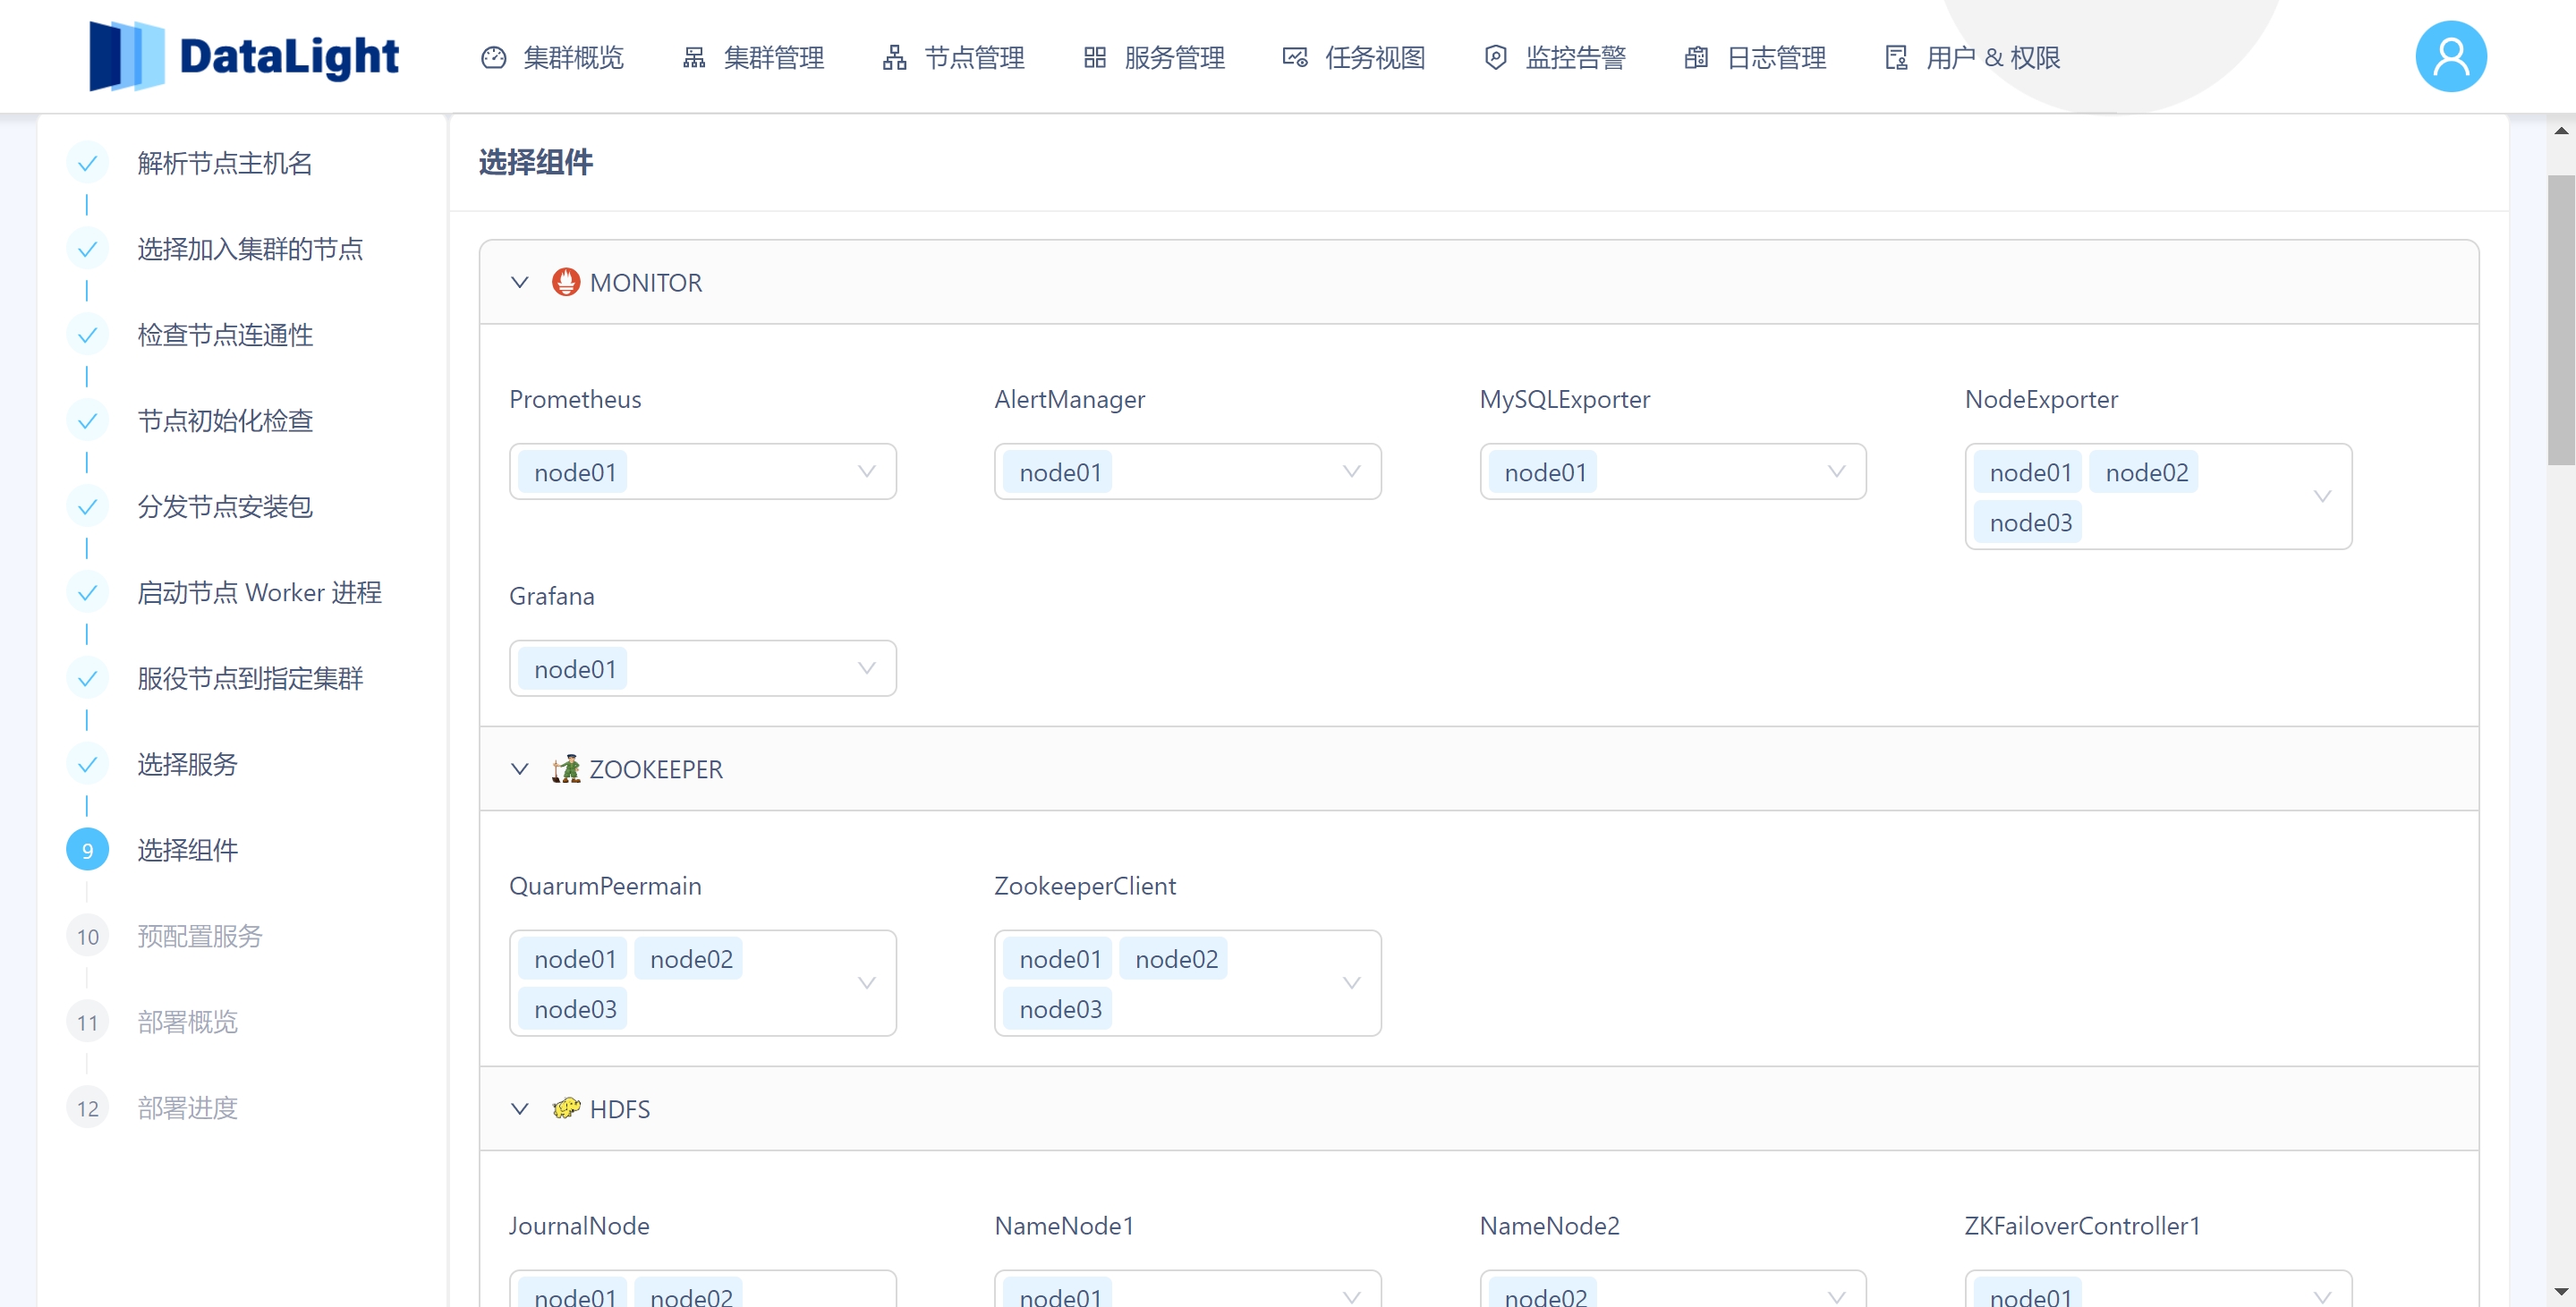 DataLight
集群概览 集群管理 节点管理 服务管理 任务视图 监控告警 日志管理 用户 & 权限
解析节点主机名
选择加入集群的节点
检查节点连通性
节点初始化检查
分发节点安装包
启动节点 Worker 进程
服役节点到指定集群
选择服务
9 选择组件
10 预配置服务
11 部署概览
12 部署进度
选择组件
MONITOR
Prometheus AlertManager MySQLExporter NodeExporter
node01 node01 node01 node01 node02
node03
Grafana
node01
ZOOKEEPER
QuarumPeermain ZookeeperClient
node01 node02 node01 node02
node03 node03
HDFS
JournalNode NameNode1 NameNode2 ZKFailoverController1
node01 node02 node01 node02 node01